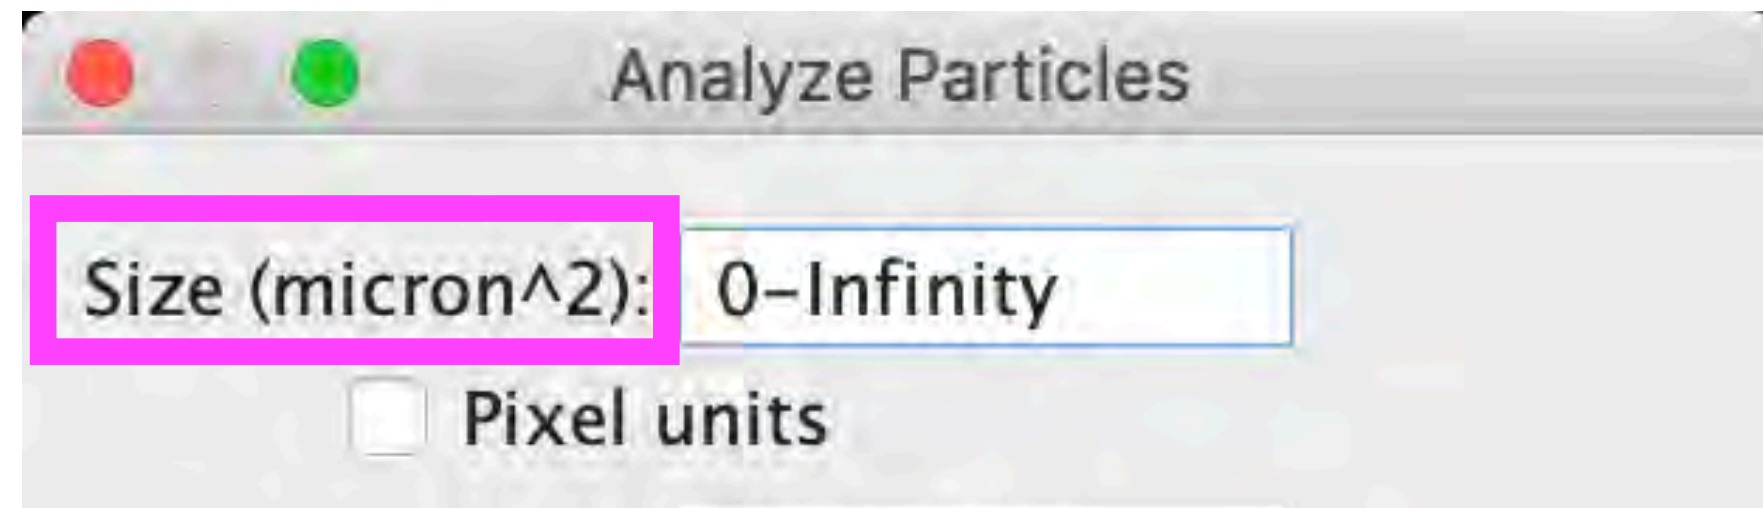 Analyze Particles
Size (micron^2): 0–Infinity
Pixel units